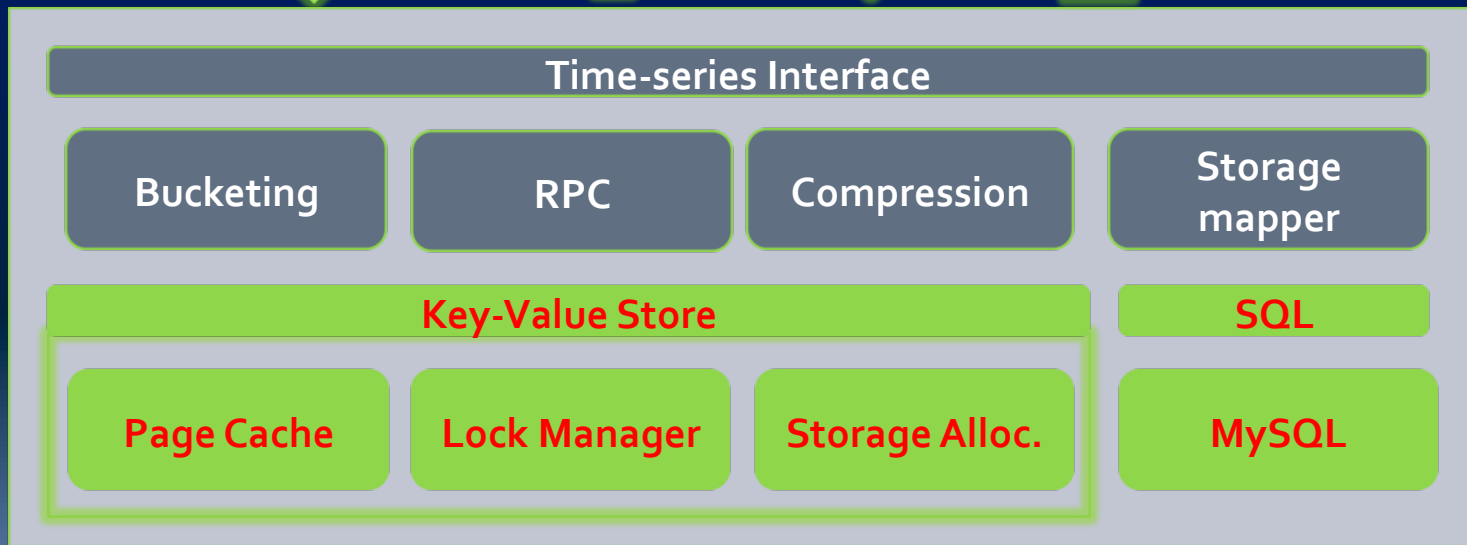 Time-series Interface
Bucketing
RPC
Compression
Storage
mapper
Key-Value Store
SQL
Page Cache
Lock Manager
Storage Alloc.
MySQL